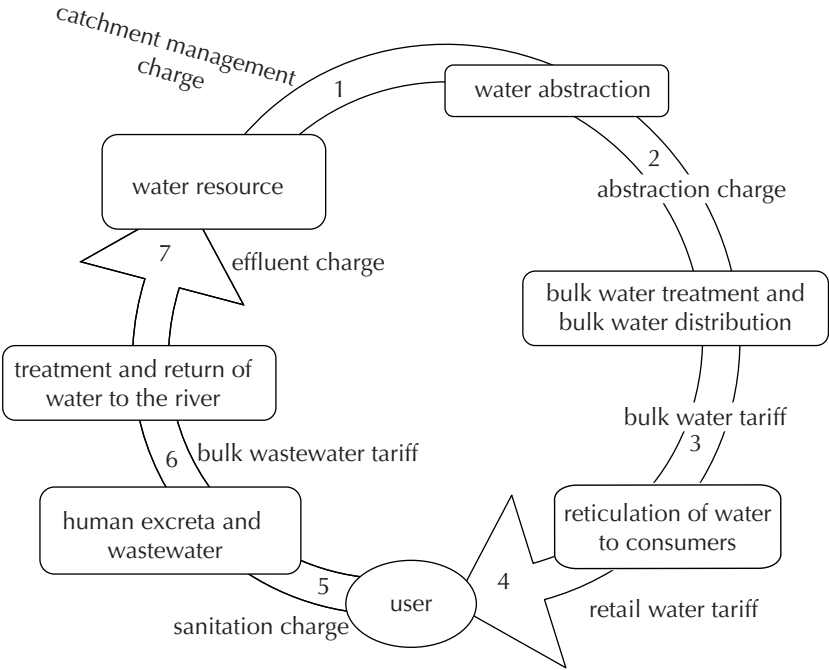 catchment management
charge
1
water abstraction
2
abstraction charge
water resource
7
effluent charge
bulk water treatment and
bulk water distribution
treatment and return of
water to the river
bulk water tariff
3
6
bulk wastewater tariff
human excreta and
wastewater
reticulation of water
to consumers
5
user
4
sanitation charge
retail water tariff